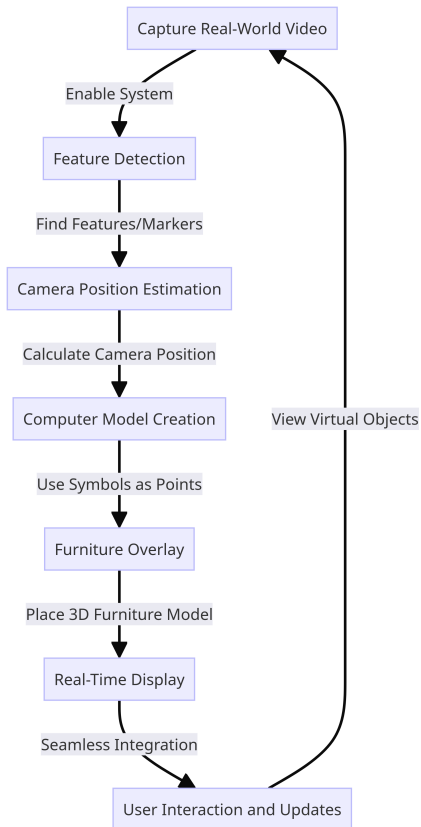 Capture Real-World Video
Enable System
Feature Detection
Find Features/Markers
Camera Position Estimation
Calculate Camera Position
Computer Model Creation
View Virtual Objects
Use Symbols as Points
Furniture Overlay
Place 3D Furniture Model
Real-Time Display
Seamless Integration
User Interaction and Updates